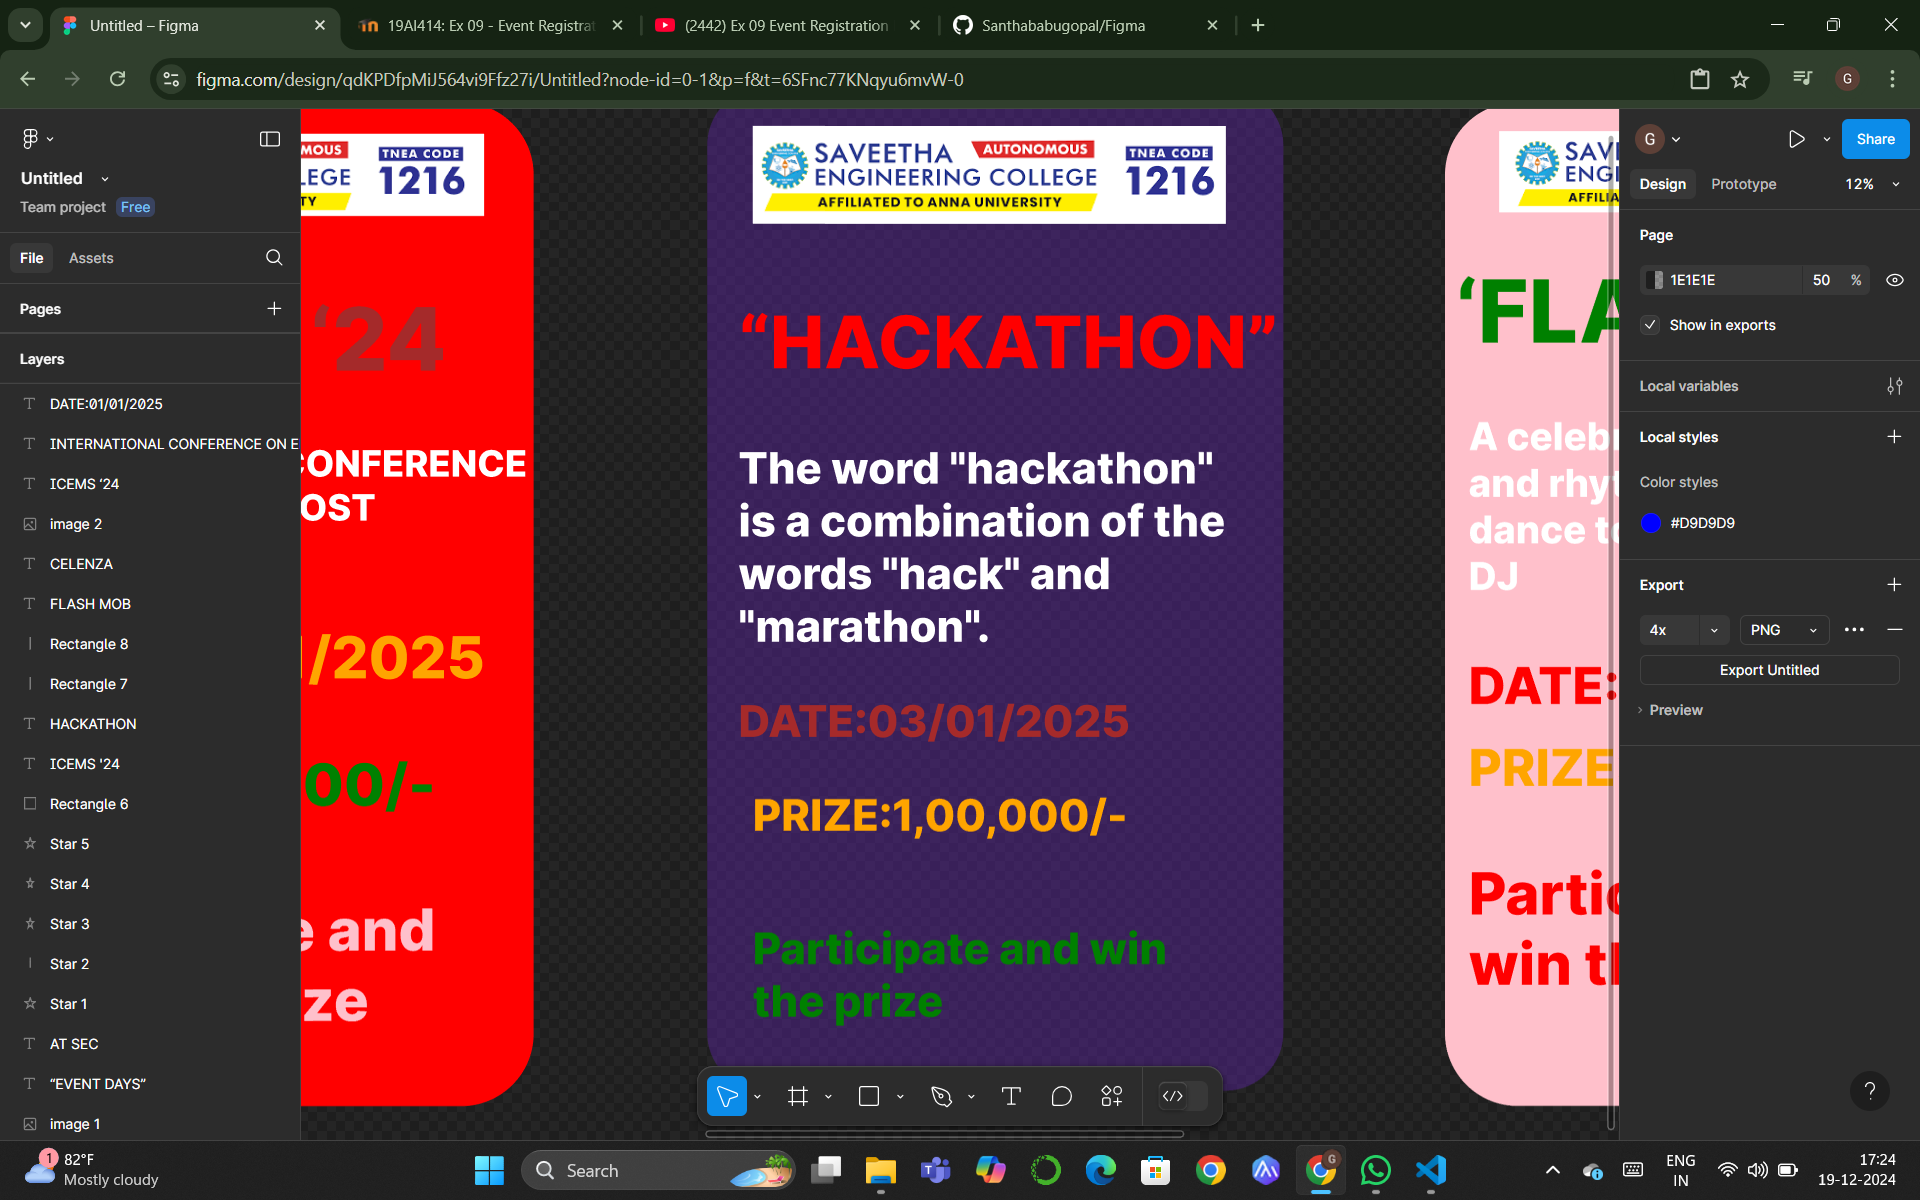 Untitled – Figma
19AI414: Ex 09 - Event Registrat
(2442) Ex 09 Event Registration
Santhababugopal/Figma
figma.com/design/qdKPDfpMiJ564vi9Ffz27i/Untitled?node-id=0-1&p=f&t=6SFnc77KNqyu6mvW-0
G
Untitled
Team project Free
File
Assets
Pages
Layers
DATE:01/01/2025
INTERNATIONAL CONFERENCE ON E
ICEMS ‘24
image 2
CELENZA
FLASH MOB
Rectangle 8
Rectangle 7
HACKATHON
ICEMS '24
Rectangle 6
Star 5
Star 4
Star 3
Star 2
Star 1
AT SEC
“EVENT DAYS”
image 1
MOUS
LEGE
TY
TNEA CODE
1216
‘24
CONFERENCE
OST
/2025
00/-
e and
ze
SAVEETHA
AUTONOMOUS
ENGINEERING COLLEGE
AFFILIATED TO ANNA UNIVERSITY
TNEA CODE
1216
“HACKATHON”
The word "hackathon"
is a combination of the
words "hack" and
"marathon".
DATE:03/01/2025
PRIZE:1,00,000/-
Participate and win
the prize
SAV
ENGI
AFFILIA
‘FLA
A celeb
and rhy
dance t
DJ
DATE:
PRIZE
Partic
win t
G
Share
Design
Prototype
12%
Page
1E1E1E
50 %
Show in exports
Local variables
Local styles
Color styles
#D9D9D9
Export
4x
PNG
Export Untitled
Preview
?
1
82°F
Mostly cloudy
Search
G
ENG
IN
17:24
19-12-2024